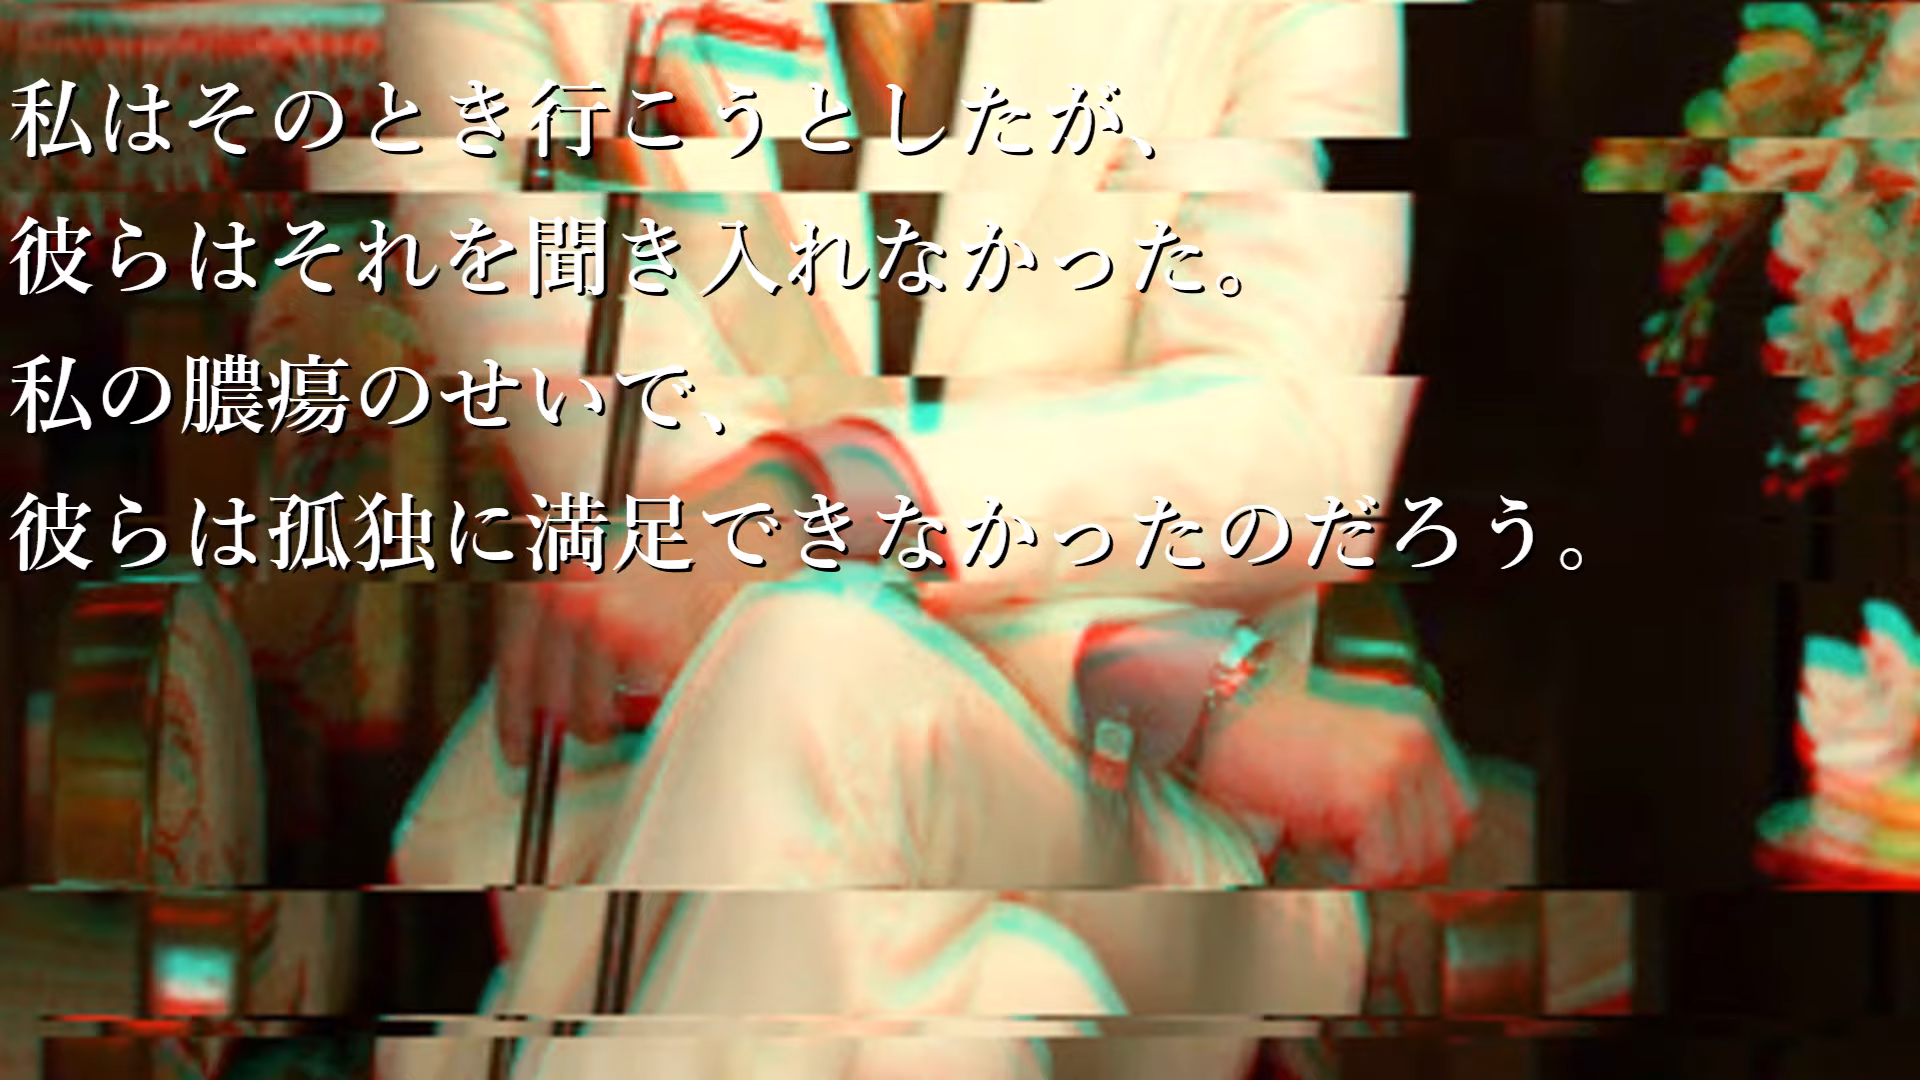 私はそのとき行こうとしたが、
彼らはそれを聞き入れなかった。
私の膿瘍のせいで、
彼らは孤独に満足できなかったのだろう。